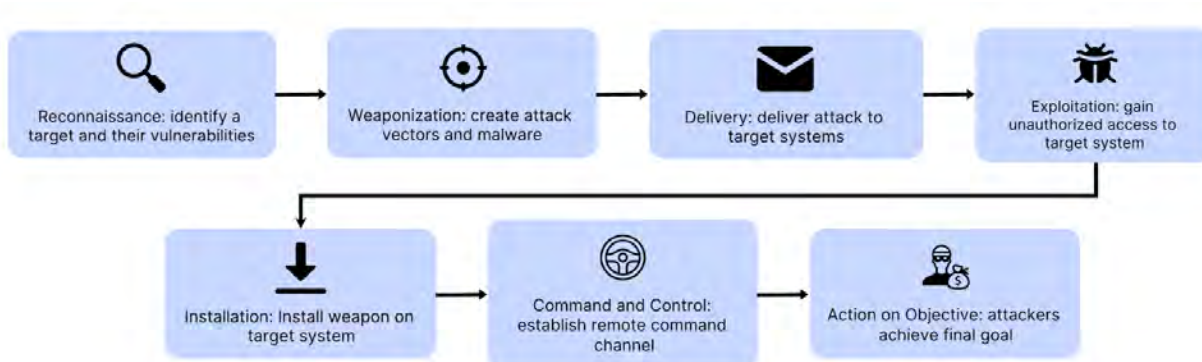 Reconnaissance: identify a
target and their vulnerabilities
Weaponization: create attack
vectors and malware
Delivery: deliver attack to
target systems
Exploitation: gain
unauthorized access to
target system
Installation: Install weapon on
target system
Command and Control:
establish remote command
channel
Action on Objective: attackers
achieve final goal
$